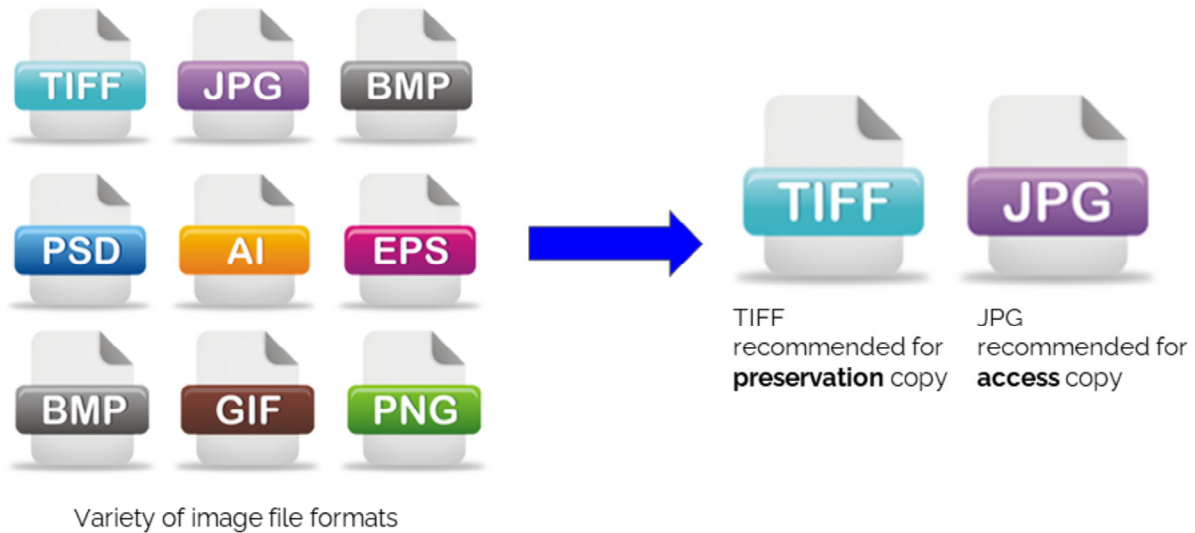 TIFF JPG BMP
PSD AI EPS
BMP GIF PNG
Variety of image file formats
TIFF JPG
TIFF
recommended for
preservation copy
JPG
recommended for
access copy